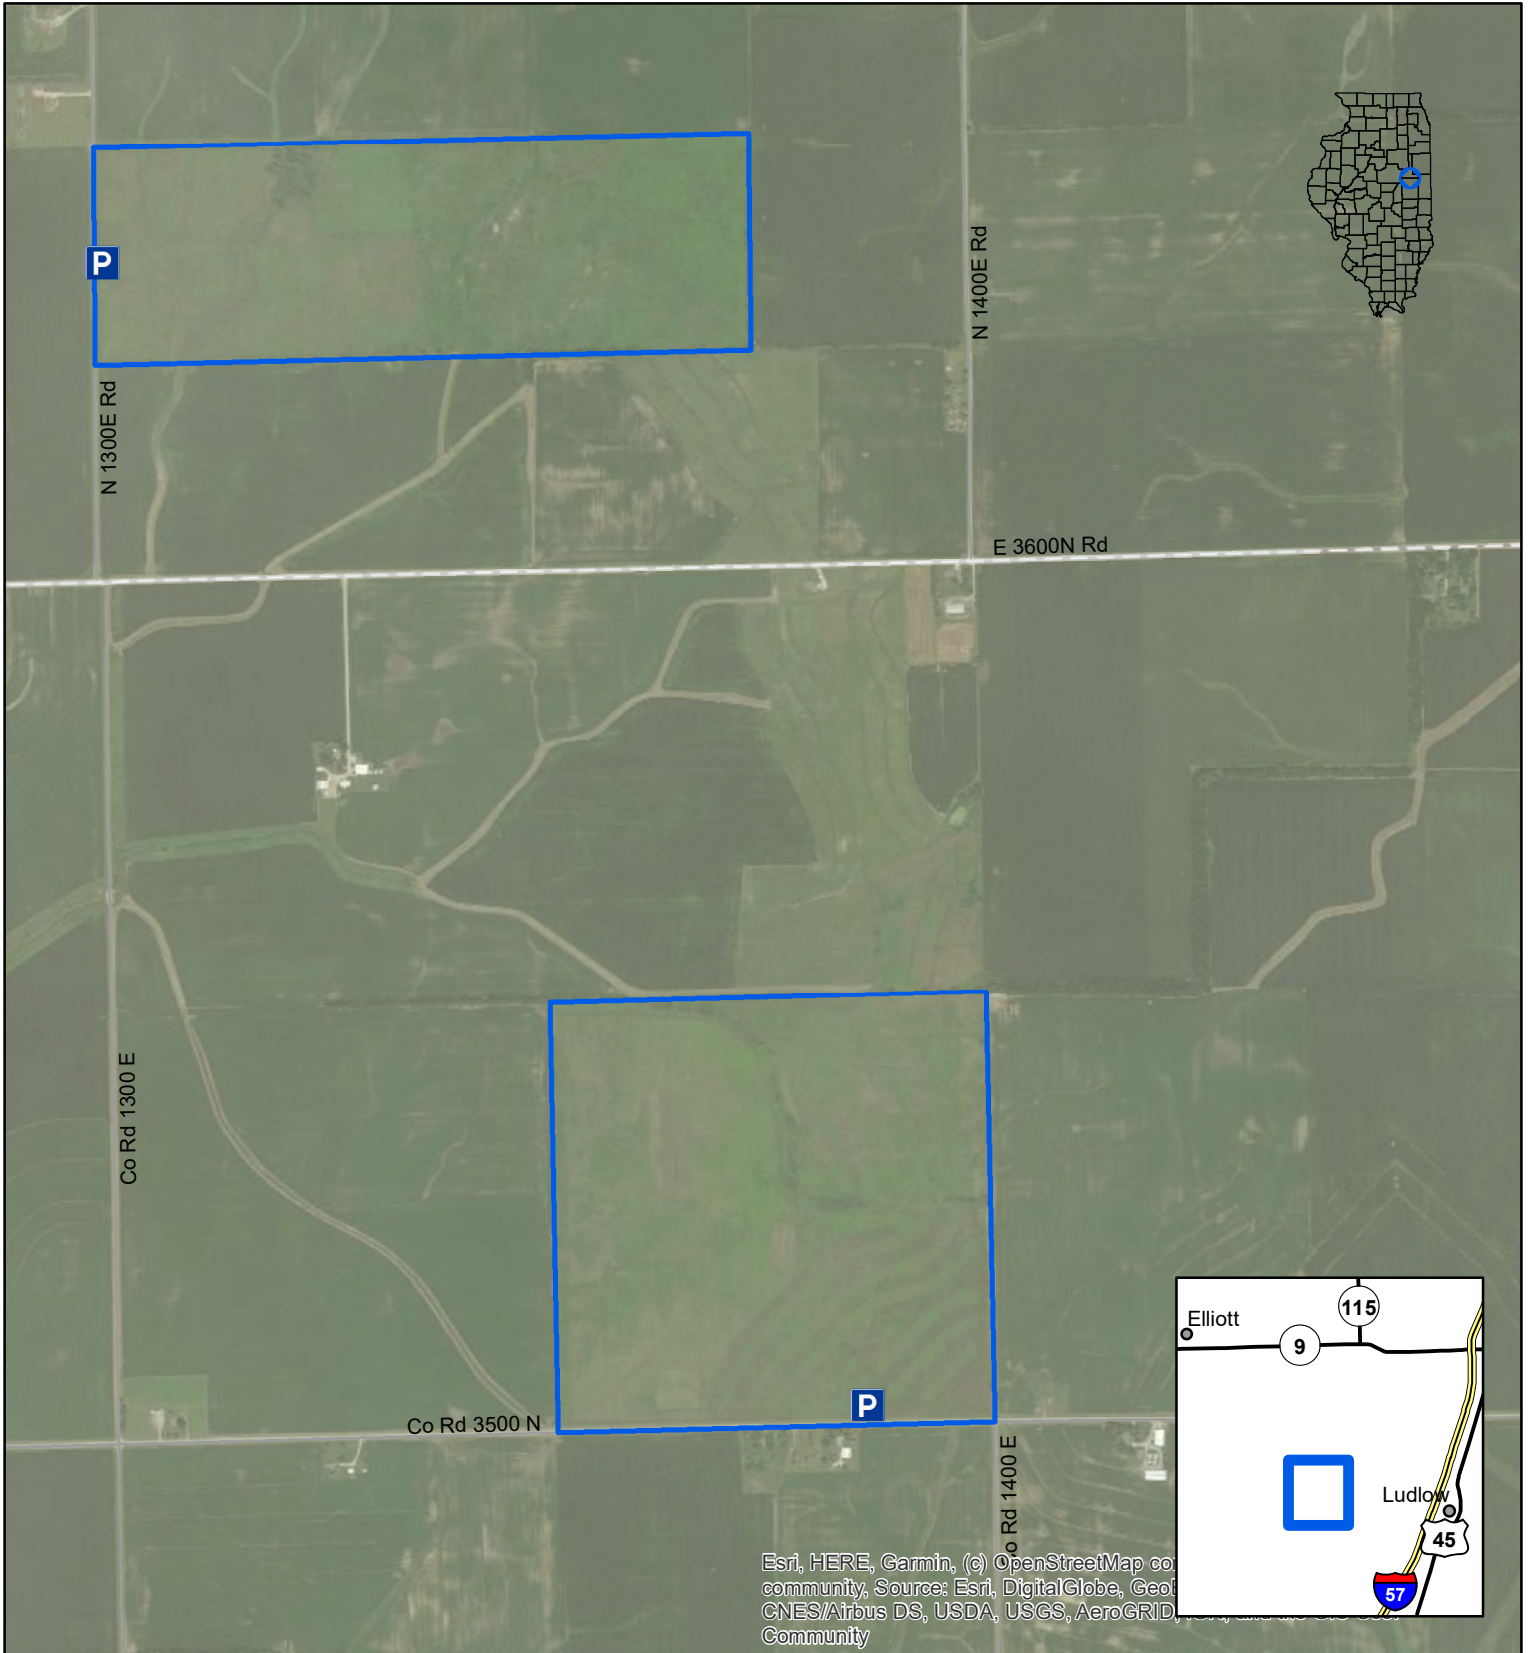 P
N 1400E Rd
N 1300E Rd
E 3600N Rd
Co Rd 1300 E
P
Co Rd 3500 N
Co Rd 1400 E
Elliott
115
9
Ludlow
45
57
Esri, HERE, Garmin, (c) OpenStreetMap
community, Source: Esri, DigitalGlobe,
CNES/Airbus DS, USDA, USGS, AeroGRID,
Community